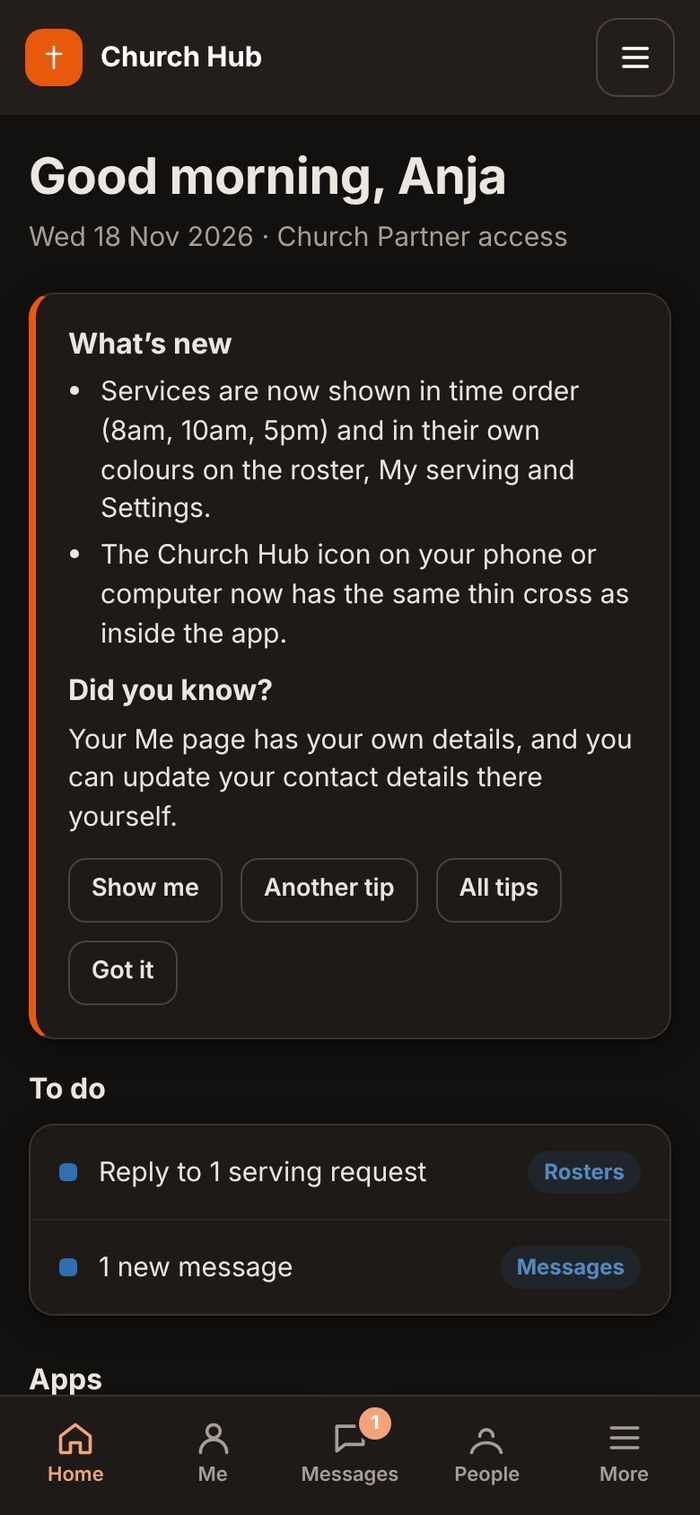 Church Hub
Good morning, Anja
Wed 18 Nov 2026 · Church Partner access
What’s new
• Services are now shown in time order
(8am, 10am, 5pm) and in their own
colours on the roster, My serving and
Settings.
• The Church Hub icon on your phone or
computer now has the same thin cross as
inside the app.
Did you know?
Your Me page has your own details, and you
can update your contact details there
yourself.
Show me Another tip All tips
Got it
To do
Reply to 1 serving request Rosters
1 new message Messages
Apps
1
Home Me Messages People More